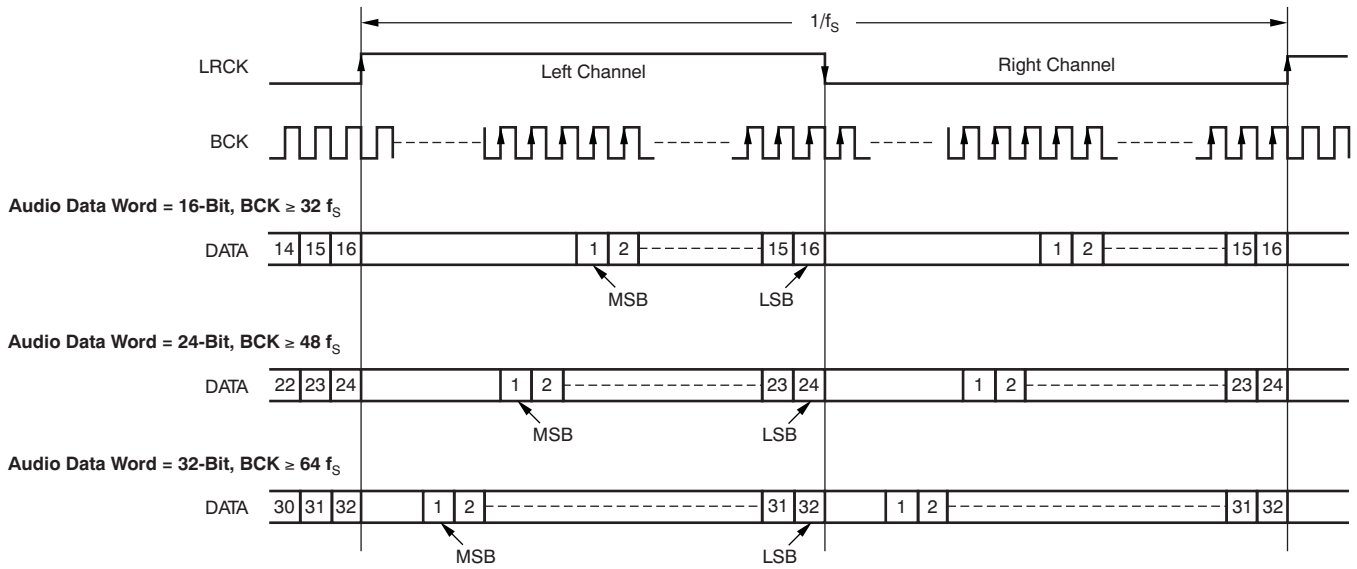 1/fS
LRCK
Left Channel
Right Channel
BCK
Audio Data Word = 16-Bit, BCK ≥ 32 fS
DATA 14 15 16 1 2 15 16 1 2 15 16
MSB LSB
Audio Data Word = 24-Bit, BCK ≥ 48 fS
DATA 22 23 24 1 2 23 24 1 2 23 24
MSB LSB
Audio Data Word = 32-Bit, BCK ≥ 64 fS
DATA 30 31 32 1 2 31 32 1 2 31 32
MSB LSB